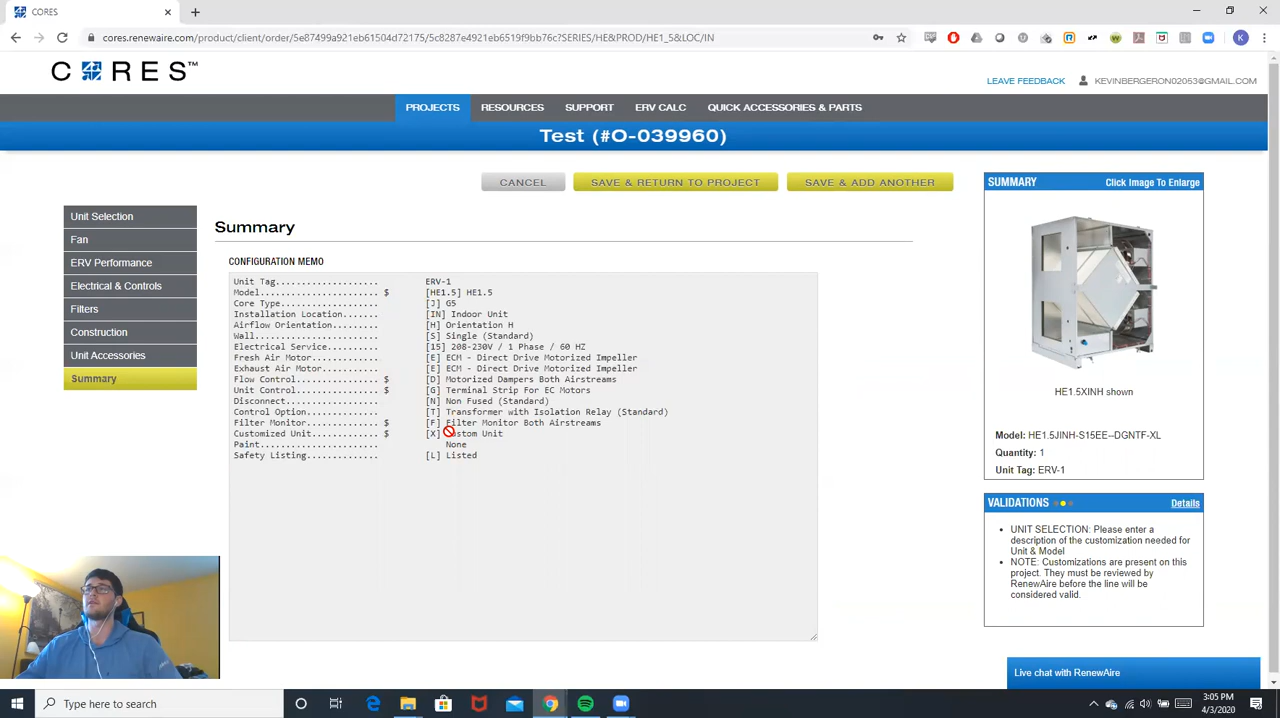 CORES
cores.renewaire.com/product/client/order/5e87499a921eb61504d72175/5c8287e4921eb6160571bc60?SERIES/HE&PROD/HE1_5&LOC/IN
K
CORES™
LEAVE FEEDBACK
KEVINBERGERON02053@GMAIL.COM
PROJECTS
RESOURCES
SUPPORT
ERV CALC
QUICK ACCESSORIES & PARTS
Test (#O-039960)
CANCEL
SAVE & RETURN TO PROJECT
SAVE & ADD ANOTHER
Unit Selection
Fan
ERV Performance
Electrical & Controls
Filters
Construction
Unit Accessories
Summary
Summary
CONFIGURATION MEMO
Unit Tag.................... ERV-1
Model....................... $ [HE1.5] HE1.5
Core Type................... [J] G5
Installation Location....... [IN] Indoor Unit
Airflow Orientation......... [H] Orientation H
Wall........................ [S] Single (Standard)
Electrical Service.......... [15] 208-230V / 1 Phase / 60 HZ
Fresh Air Motor............. [E] ECM - Direct Drive Motorized Impeller
Exhaust Air Motor........... [E] ECM - Direct Drive Motorized Impeller
Flow Control................ $ [D] Motorized Dampers Both Airstreams
Unit Control................ $ [G] Terminal Strip For EC Motors
Disconnect.................. [N] Non Fused (Standard)
Control Option.............. [T] Transformer with Isolation Relay (Standard)
Filter Monitor.............. $ [F] Filter Monitor Both Airstreams
Customized Unit............. $ [X] Custom Unit
Paint....................... None
Safety Listing.............. [L] Listed
SUMMARY
Click Image To Enlarge
HE1.5XINH shown
Model: HE1.5JINH-S15EE--DGNTF-XL
Quantity: 1
Unit Tag: ERV-1
VALIDATIONS
Details
UNIT SELECTION: Please enter a
description of the customization needed for
Unit & Model
NOTE: Customizations are present on this
project. They must be reviewed by
RenewAire before the line will be
considered valid.
Live chat with RenewAire
Type here to search
3:05 PM
4/3/2020